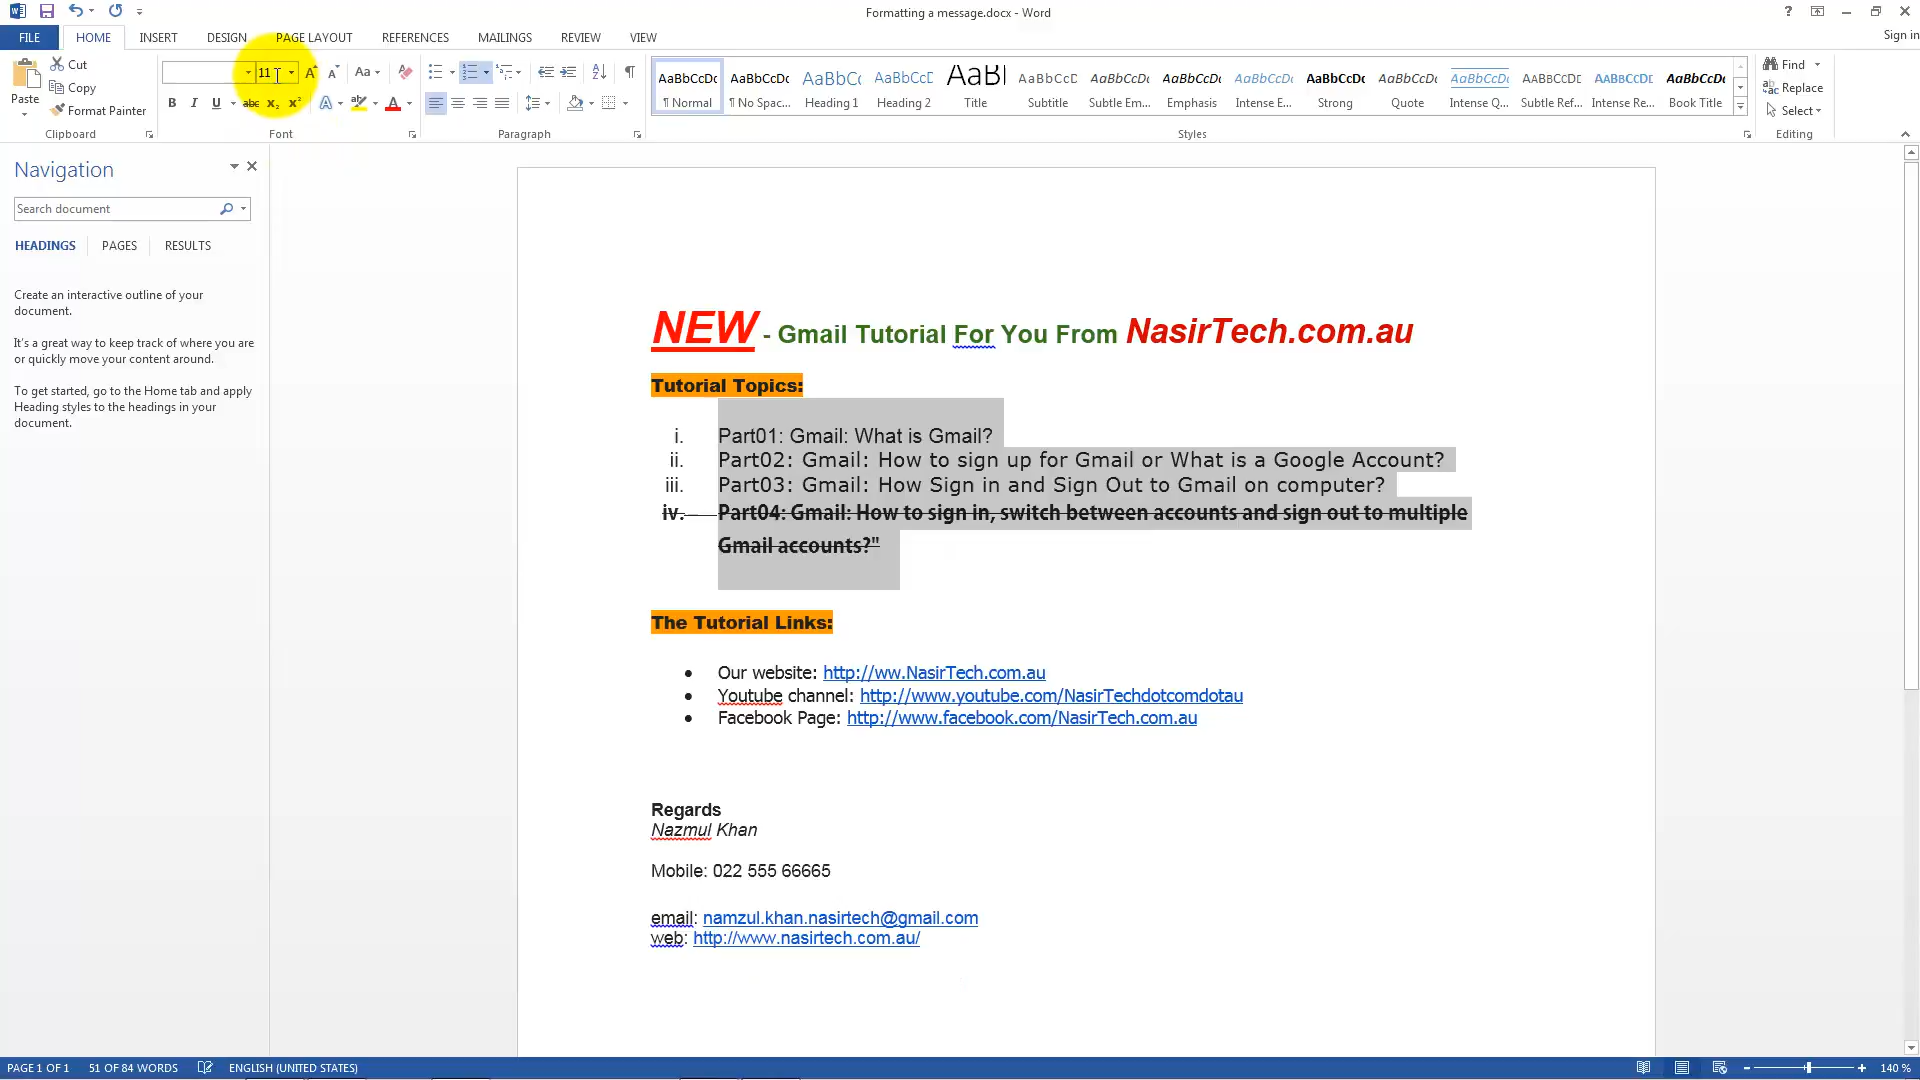 Formatting a message.docx - Word
Sign in
FILE HOME INSERT DESIGN PAGE LAYOUT REFERENCES MAILINGS REVIEW VIEW
Paste
Cut
Copy
Format Painter
Clipboard
11
Font
Paragraph
AaBbCcDc AaBbCcDc AaBbCc AaBbCcD AaBl AaBbCcD AaBbCcDc AaBbCcDc AaBbCcDc AaBbCcDc AaBbCcDc AaBbCcDc AABBCCDC AABBCCDC AaBbCcDc
¶ Normal ¶ No Spac... Heading 1 Heading 2 Title Subtitle Subtle Em... Emphasis Intense E... Strong Quote Intense Q... Subtle Ref... Intense Re... Book Title
Styles
Find
Replace
Select
Editing
Navigation
Search document
HEADINGS PAGES RESULTS
Create an interactive outline of your
document.
It's a great way to keep track of where you are
or quickly move your content around.
To get started, go to the Home tab and apply
Heading styles to the headings in your
document.
NEW - Gmail Tutorial For You From NasirTech.com.au
Tutorial Topics:
i. Part01: Gmail: What is Gmail?
ii. Part02: Gmail: How to sign up for Gmail or What is a Google Account?
iii. Part03: Gmail: How Sign in and Sign Out to Gmail on computer?
iv. Part04: Gmail: How to sign in, switch between accounts and sign out to multiple
Gmail accounts?"
The Tutorial Links:
• Our website: http://ww.NasirTech.com.au
• Youtube channel: http://www.youtube.com/NasirTechdotcomdotau
• Facebook Page: http://www.facebook.com/NasirTech.com.au
Regards
Nazmul Khan
Mobile: 022 555 66665
email: namzul.khan.nasirtech@gmail.com
web: http://www.nasirtech.com.au/
PAGE 1 OF 1 51 OF 84 WORDS ENGLISH (UNITED STATES) 140 %